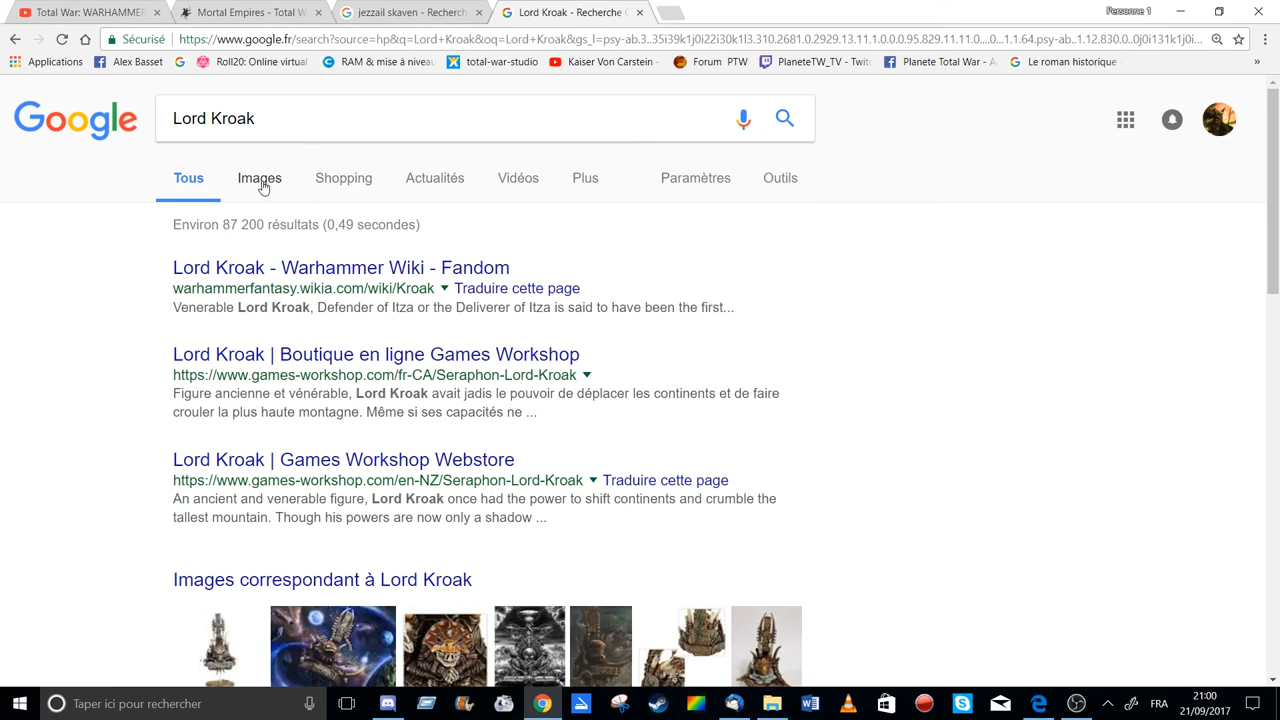 Total War: WARHAMMER
Mortal Empires - Total W
jezzail skaven - Recherch
Lord Kroak - Recherche
Personne 1
Sécurisé
https://www.google.fr/search?source=hp&q=Lord+Kroak&oq=Lord+Kroak&gs_l=psy-ab.3..35i39k1j0i22i30k1l3.310.2681.0.2929.13.11.1.0.0.0.95.829.11.11.0....0...1.1.64.psy-ab..1.12.830.0..0j0i131k1j0i...
Applications
Alex Basset
Roll20: Online virtual
RAM & mise à niveau
total-war-studio
Kaiser Von Carstein -
Forum PTW
PlaneteTW_TV - Twitc
Planete Total War - A
Le roman historique
»
Google
Lord Kroak
Tous Images Shopping Actualités Vidéos Plus Paramètres Outils
Environ 87 200 résultats (0,49 secondes)
Lord Kroak - Warhammer Wiki - Fandom
warhammerfantasy.wikia.com/wiki/Kroak ▼ Traduire cette page
Venerable Lord Kroak, Defender of Itza or the Deliverer of Itza is said to have been the first...
Lord Kroak | Boutique en ligne Games Workshop
https://www.games-workshop.com/fr-CA/Seraphon-Lord-Kroak ▼
Figure ancienne et vénérable, Lord Kroak avait jadis le pouvoir de déplacer les continents et de faire
crouler la plus haute montagne. Même si ses capacités ne ...
Lord Kroak | Games Workshop Webstore
https://www.games-workshop.com/en-NZ/Seraphon-Lord-Kroak ▼ Traduire cette page
An ancient and venerable figure, Lord Kroak once had the power to shift continents and crumble the
tallest mountain. Though his powers are now only a shadow ...
Images correspondant à Lord Kroak
Taper ici pour rechercher
FRA
21:00
21/09/2017